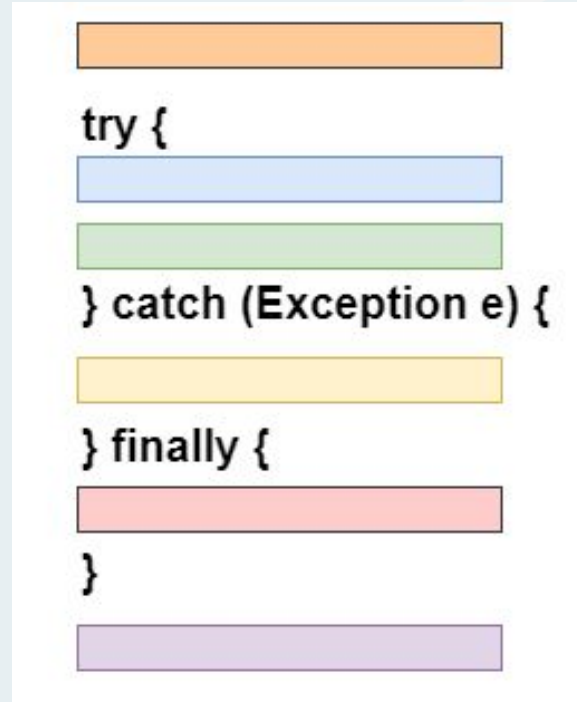 try {
} catch (Exception e) {
} finally {
}